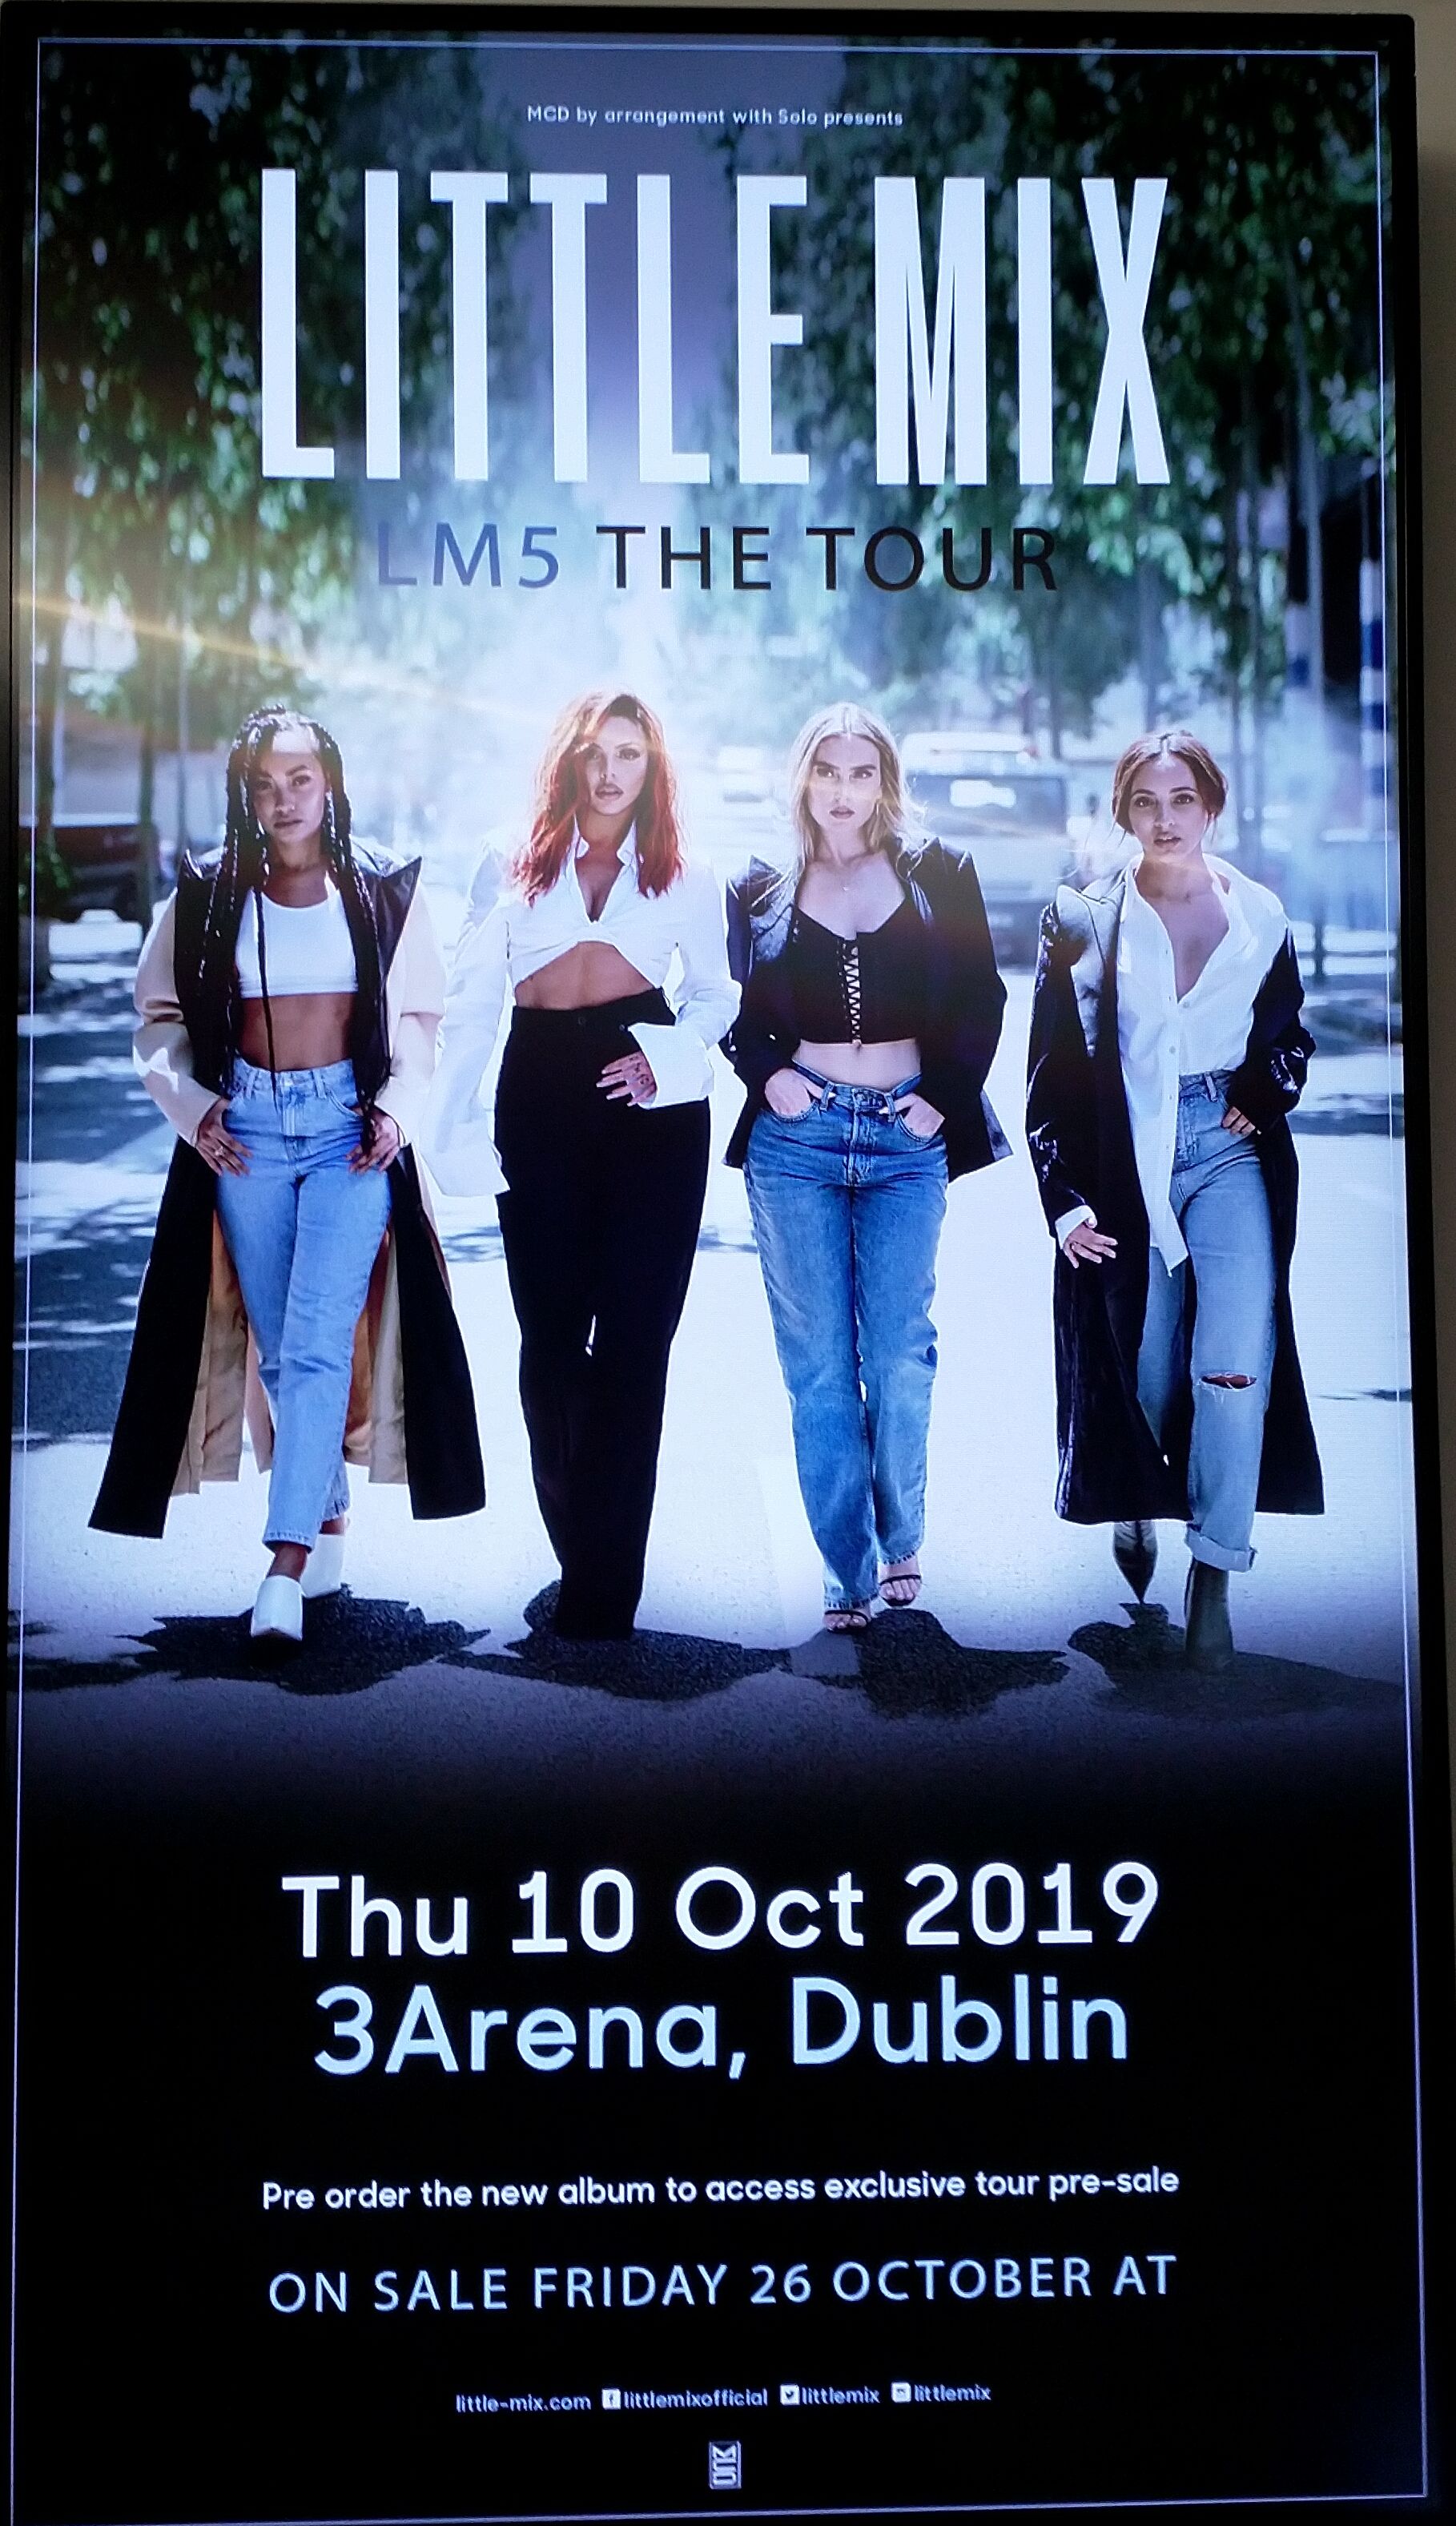 MCD by arrangement with Solo presents
LITTLE MIX
LM5 THE TOUR
Thu 10 Oct 2019
3Arena, Dublin
Pre order the new album to access exclusive tour pre-sale
ON SALE FRIDAY 26 OCTOBER AT
little-mix.com littlemixofficial littlemix littlemix
MCD